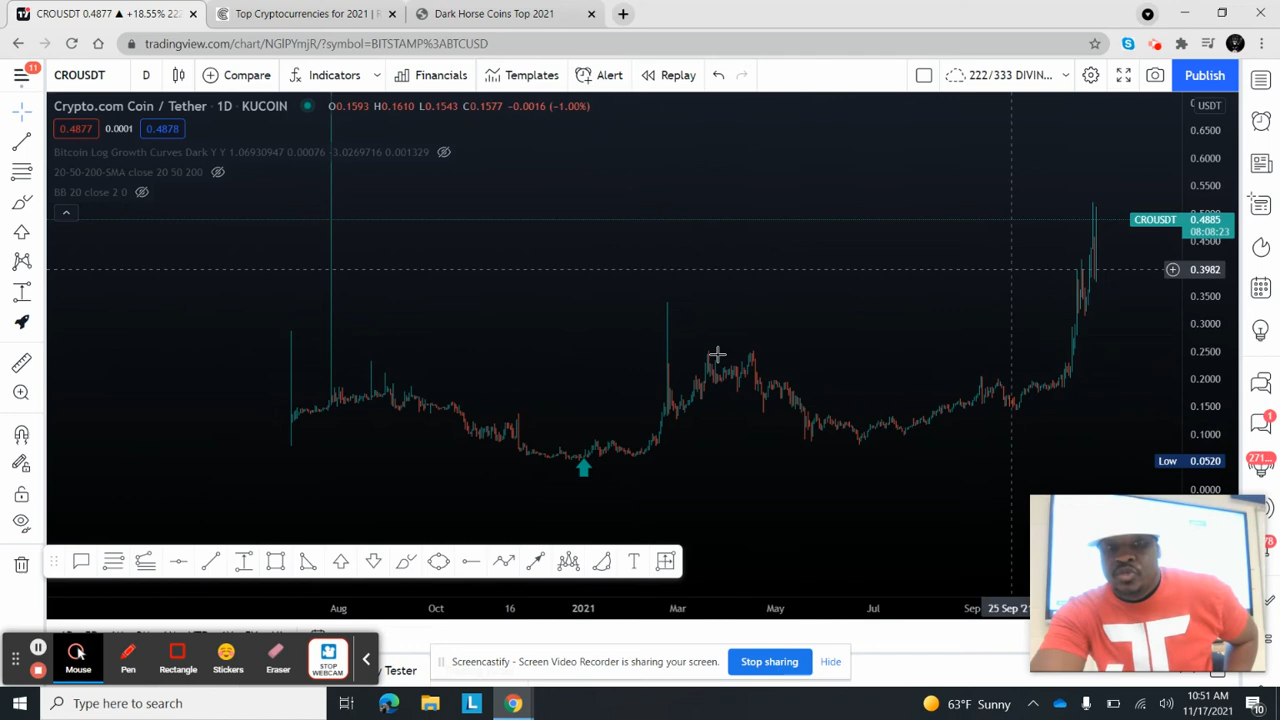 CROUSDT 0.4877 ▲ +18.55% 222
Top Cryptocurrencies for 2021 | R
Dark Horse Coins Top 2021
tradingview.com/chart/NGlPYmjR/?symbol=BITSTAMP%3ABTCUSD
11
CROUSDT D Compare Indicators Financials Templates Alert Replay 222/333 DIVIN... Publish
Crypto.com Coin / Tether · 1D · KUCOIN O0.1593 H0.1610 L0.1543 C0.1577 -0.0016 (-1.00%)
USDT
0.4877 0.0001 0.4878
0.6500
Bitcoin Log Growth Curves Dark Y Y 1.06930947 0.00076 -3.0269716 0.001329
0.6000
20-50-200-SMA close 20 50 200
0.5500
BB 20 close 2 0
CROUSDT 0.4885
08:08:23
0.4500
0.3982
0.3500
0.3000
0.2500
0.2000
0.1500
1
0.1000
Low 0.0520
271...
0.0000
T
Aug Oct 16 2021 Mar May Jul Sep 25 Sep '2
Mouse Pen Rectangle Stickers Eraser STOP WEBCAM
y Tester
Screencastify - Screen Video Recorder is sharing your screen. Stop sharing Hide
Type here to search
L
63°F Sunny
10:51 AM
11/17/2021
10